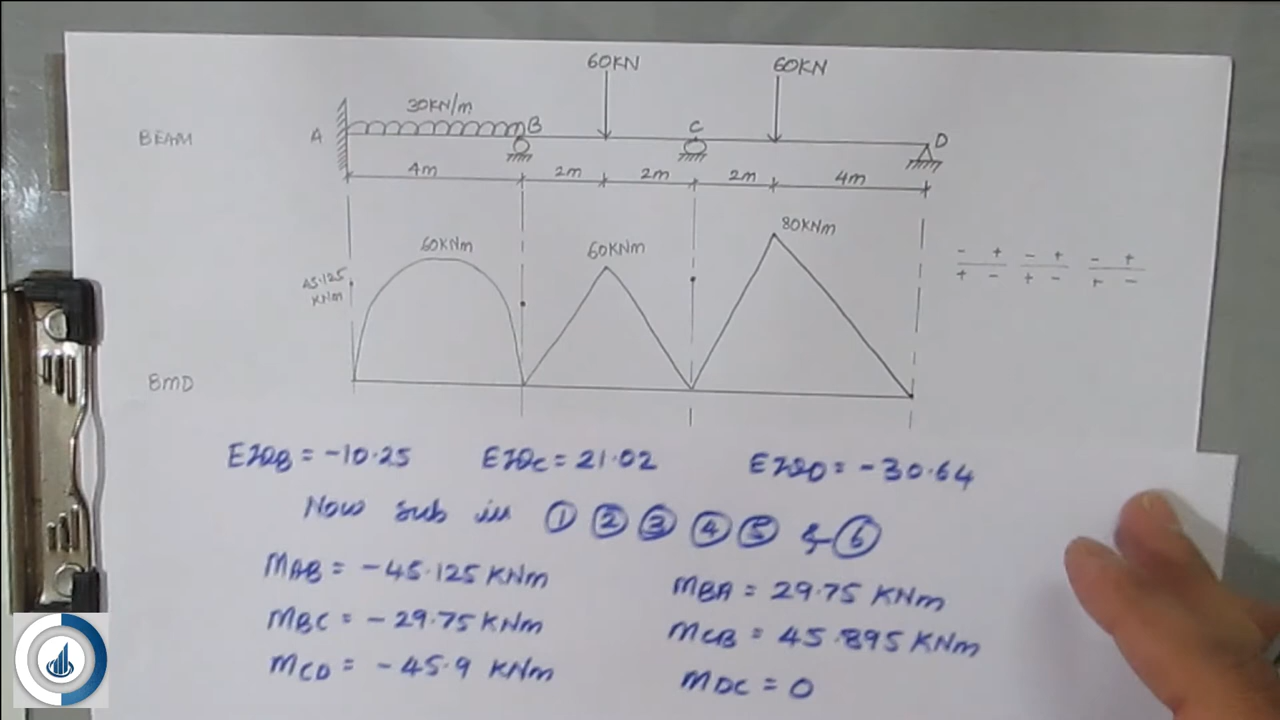 60KN 60KN
30KN/m
BEAM A B C D
4m 2m 2m 2m 4m
80KNm
60KNm 60KNm
- + - + - +
+ - + - + -
45.125
KNm
BMD
EIθB = -10.25 EIθC = 21.02 EIθD = -30.64
Now sub in ① ② ③ ④ ⑤ & ⑥
MAB = -45.125 KNm MBA = 29.75 KNm
MBC = -29.75 KNm MCB = 45.895 KNm
MCD = -45.9 KNm MDC = 0